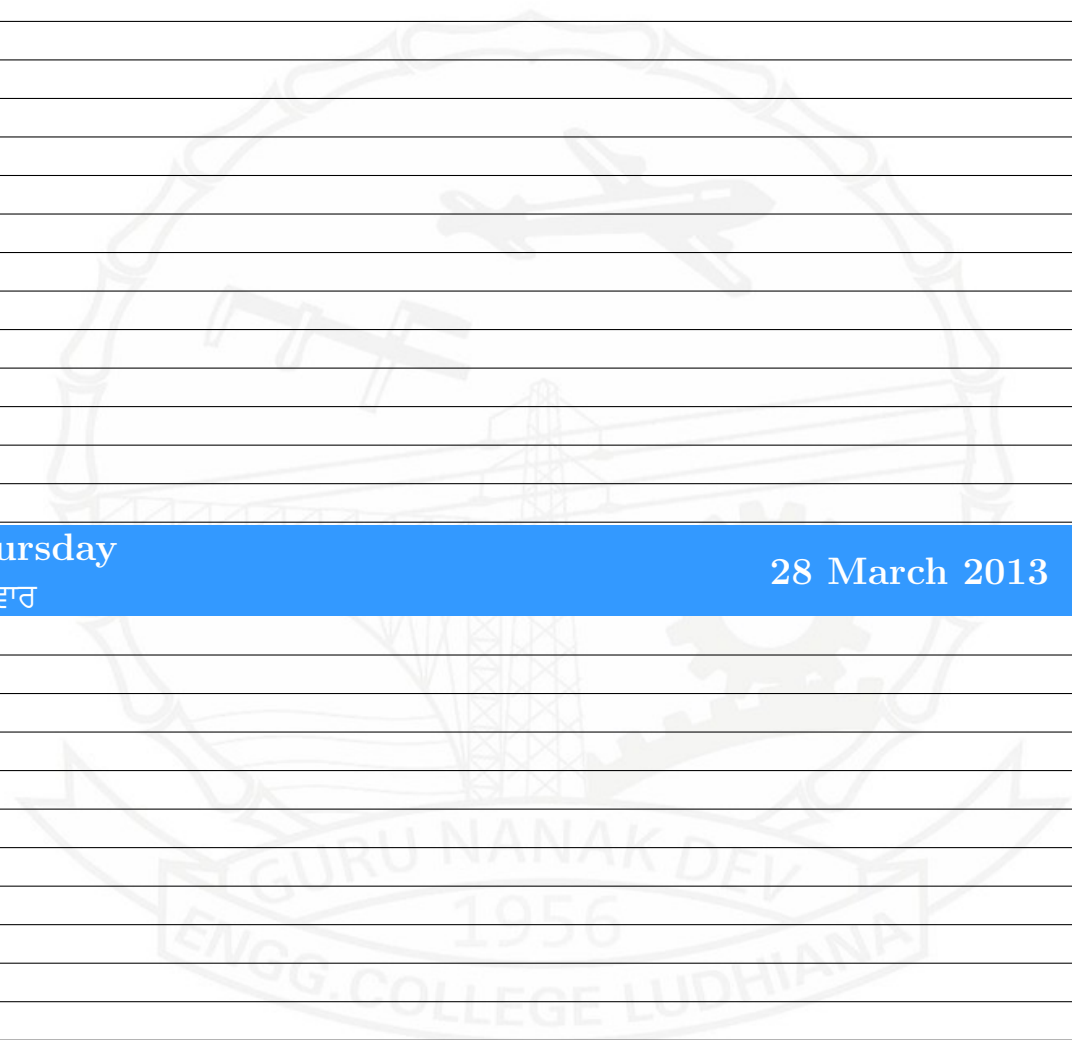 ursday
ਵਾਰ
28 March 2013
GURU NANAK DEV
1956
ENGG. COLLEGE LUDHIANA